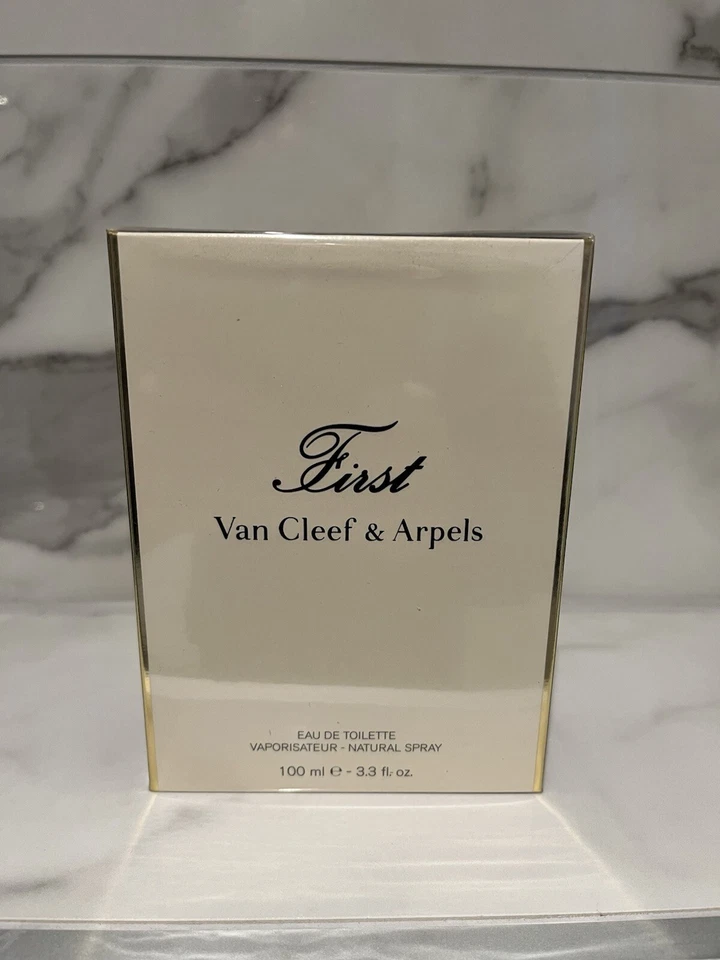 First
Van Cleef & Arpels
EAU DE TOILETTE
VAPORISATEUR - NATURAL SPRAY
100 ml ℮ - 3.3 fl. oz.